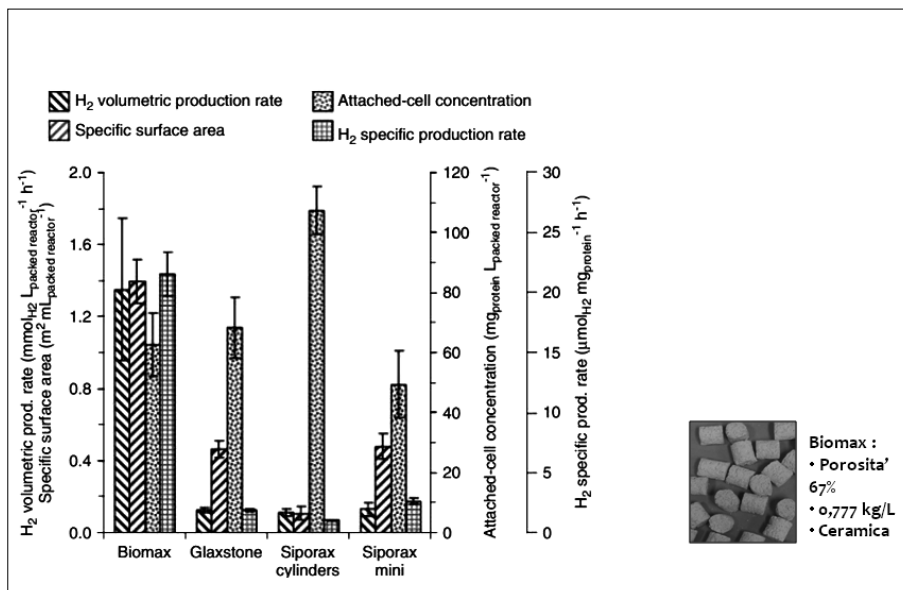 H2 volumetric production rate
Attached-cell concentration
Specific surface area
H2 specific production rate
H2 volumetric prod. rate (mmolH2 Lpacked reactor-1 h-1)
Specific surface area (m2 mLpacked reactor-1)
2.0
1.6
1.2
0.8
0.4
0.0
120
100
80
60
40
20
0
Attached-cell concentration (mgprotein Lpacked reactor-1)
30
25
20
15
10
5
0
H2 specific prod. rate (µmolH2 mgprotein-1 h-1)
Biomax
Glaxstone
Siporax
cylinders
Siporax
mini
Biomax :
• Porosita'
67%
• 0,777 kg/L
• Ceramica